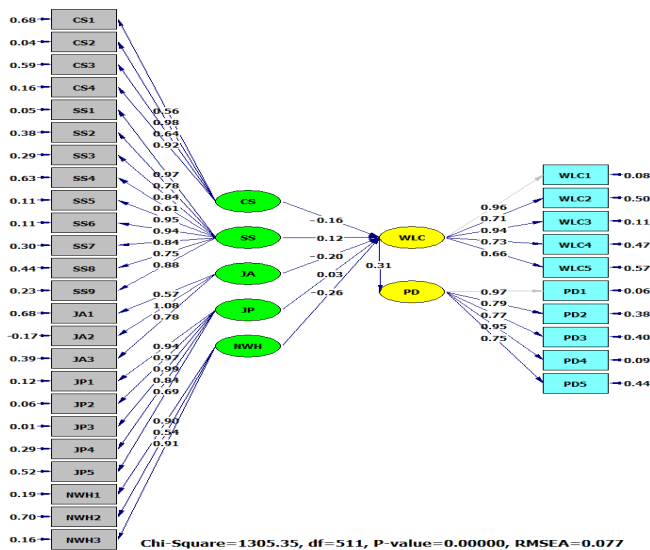 0.68 CS1
0.04 CS2
0.59 CS3
0.16 CS4
0.05 SS1
0.38 SS2
0.29 SS3
0.63 SS4
0.11 SS5
0.11 SS6
0.30 SS7
0.44 SS8
0.23 SS9
0.68 JA1
-0.17 JA2
0.39 JA3
0.12 JP1
0.06 JP2
0.01 JP3
0.29 JP4
0.52 JP5
0.19 NWH1
0.70 NWH2
0.16 NWH3
0.56
0.98
0.64
0.92
0.97
0.78
0.84
0.61
0.95
0.94
0.84
0.75
0.88
0.57
1.08
0.78
0.94
0.97
0.99
0.84
0.69
0.90
0.54
0.91
CS
SS
JA
JP
NWH
-0.16
0.12
-0.20
0.03
-0.26
WLC
0.31
PD
0.96
0.71
0.94
0.73
0.66
0.97
0.79
0.77
0.95
0.75
WLC1 0.08
WLC2 0.50
WLC3 0.11
WLC4 0.47
WLC5 0.57
PD1 0.06
PD2 0.38
PD3 0.40
PD4 0.09
PD5 0.44
Chi-Square=1305.35, df=511, P-value=0.00000, RMSEA=0.077